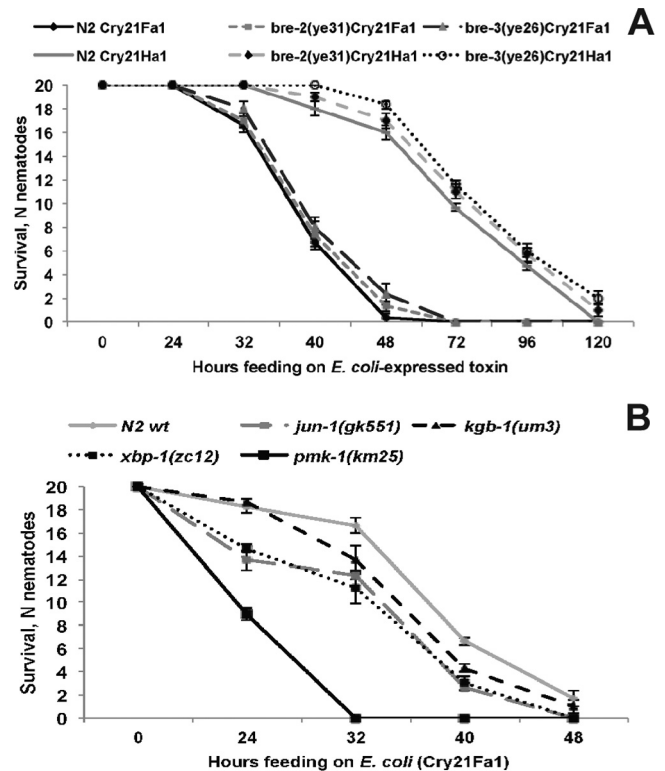 A
N2 Cry21Fa1 bre-2(ye31)Cry21Fa1 bre-3(ye26)Cry21Fa1
N2 Cry21Ha1 bre-2(ye31)Cry21Ha1 bre-3(ye26)Cry21Ha1
Survival, N nematodes
20
18
16
14
12
10
8
6
4
2
0
0 24 32 40 48 72 96 120
Hours feeding on E. coli-expressed toxin
B
N2 wt jun-1(gk551) kgb-1(um3)
xbp-1(zc12) pmk-1(km25)
Survival, N nematodes
20
18
16
14
12
10
8
6
4
2
0
0 24 32 40 48
Hours feeding on E. coli (Cry21Fa1)